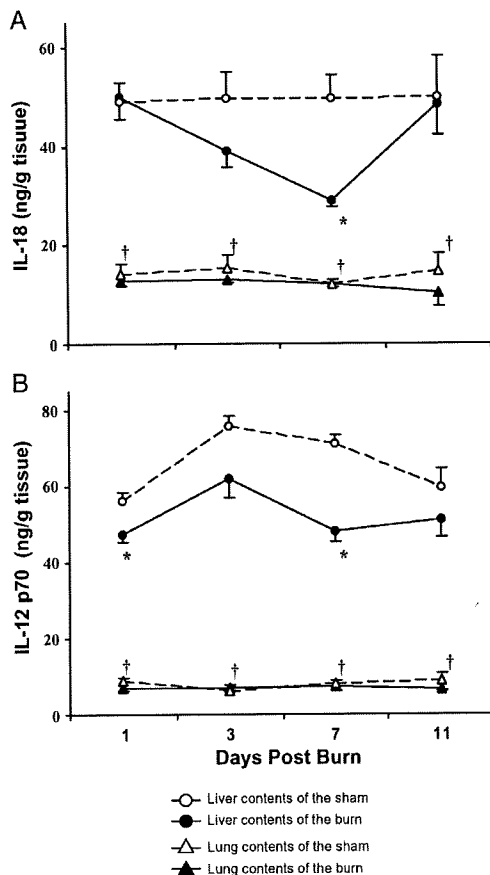 A
60
40
20
0
IL-18 (ng/g tisuue)
*
† † † †
B
80
60
40
20
0
IL-12 p70 (ng/g tissue)
* *
† † † †
1 3 7 11
Days Post Burn
Liver contents of the sham
Liver contents of the burn
Lung contents of the sham
Lung contents of the burn